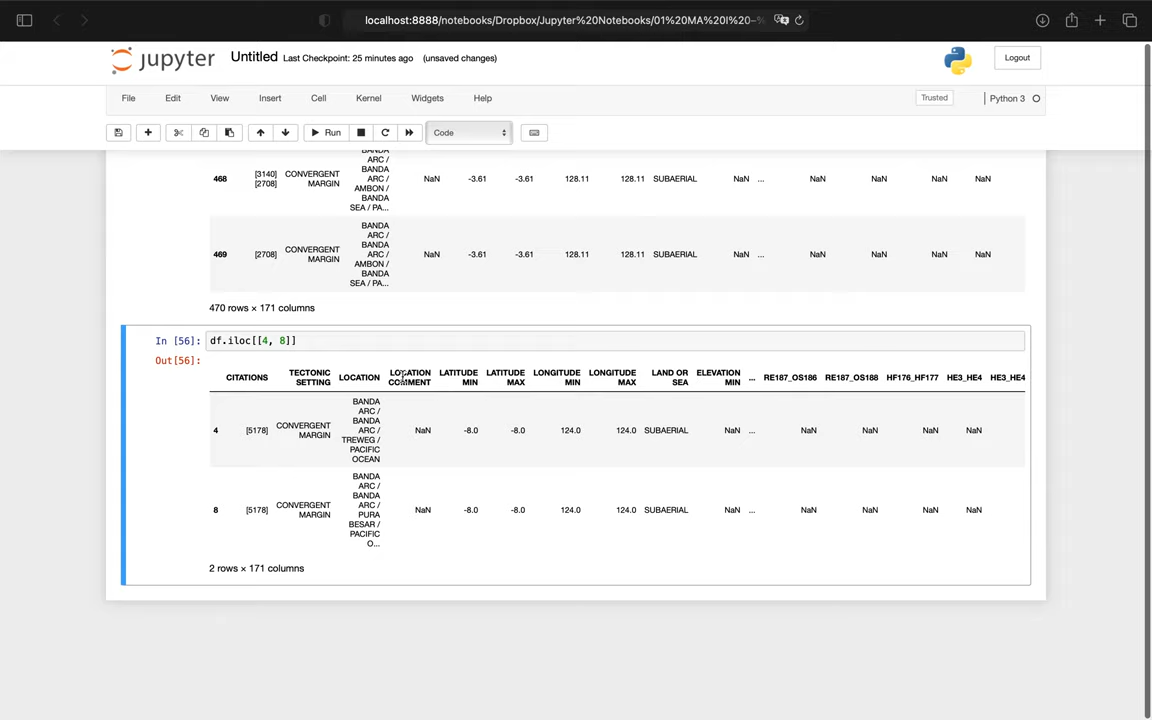 localhost:8888/notebooks/Dropbox/Jupyter%20Notebooks/01%20MA%20I%20-%
jupyter Untitled Last Checkpoint: 25 minutes ago (unsaved changes) Logout
File Edit View Insert Cell Kernel Widgets Help Trusted Python 3
Run Code
BANDA
ARC /
BANDA
ARC /
AMBON /
BANDA
SEA / PA...
468 [3140] [2708] CONVERGENT MARGIN NaN -3.61 -3.61 128.11 128.11 SUBAERIAL NaN ... NaN NaN NaN NaN
BANDA
ARC /
BANDA
ARC /
AMBON /
BANDA
SEA / PA...
469 [2708] CONVERGENT MARGIN NaN -3.61 -3.61 128.11 128.11 SUBAERIAL NaN ... NaN NaN NaN NaN
470 rows × 171 columns
In [56]: df.iloc[[4, 8]]
Out[56]:
CITATIONS TECTONIC SETTING LOCATION LOCATION COMMENT LATITUDE MIN LATITUDE MAX LONGITUDE MIN LONGITUDE MAX LAND OR SEA ELEVATION MIN ... RE187_OS186 RE187_OS188 HF176_HF177 HE3_HE4 HE3_HE4
BANDA
ARC /
BANDA
ARC /
TREWEG /
PACIFIC
OCEAN
4 [5178] CONVERGENT MARGIN NaN -8.0 -8.0 124.0 124.0 SUBAERIAL NaN ... NaN NaN NaN NaN
BANDA
ARC /
BANDA
ARC /
PURA
BESAR /
PACIFIC
O...
8 [5178] CONVERGENT MARGIN NaN -8.0 -8.0 124.0 124.0 SUBAERIAL NaN ... NaN NaN NaN NaN
2 rows × 171 columns